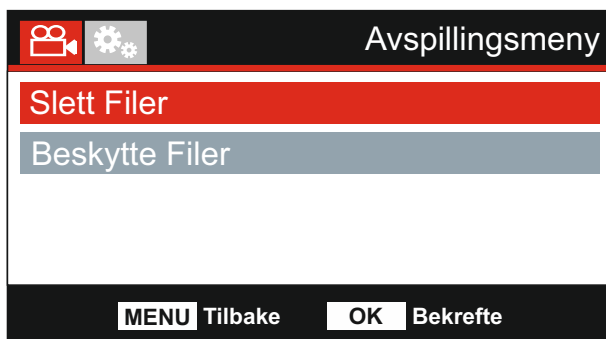 Avspillingsmeny
Slett Filer
Beskytte Filer
MENU Tilbake OK Bekrefte